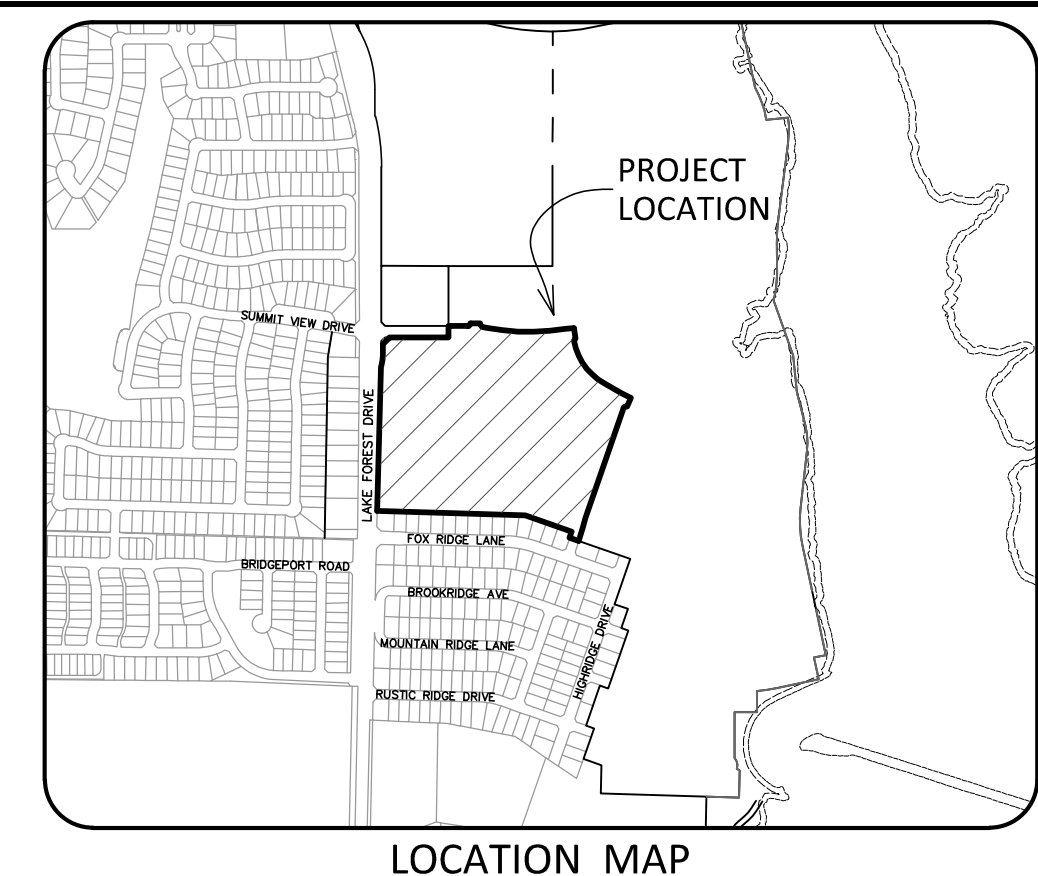 PROJECT
LOCATION
SUMMIT VIEW DRIVE
LAKE FOREST DRIVE
FOX RIDGE LANE
BRIDGEPORT ROAD
BROOKRIDGE AVE
HIGHRIDGE DRIVE
MOUNTAIN RIDGE LANE
RUSTIC RIDGE DRIVE
LOCATION MAP